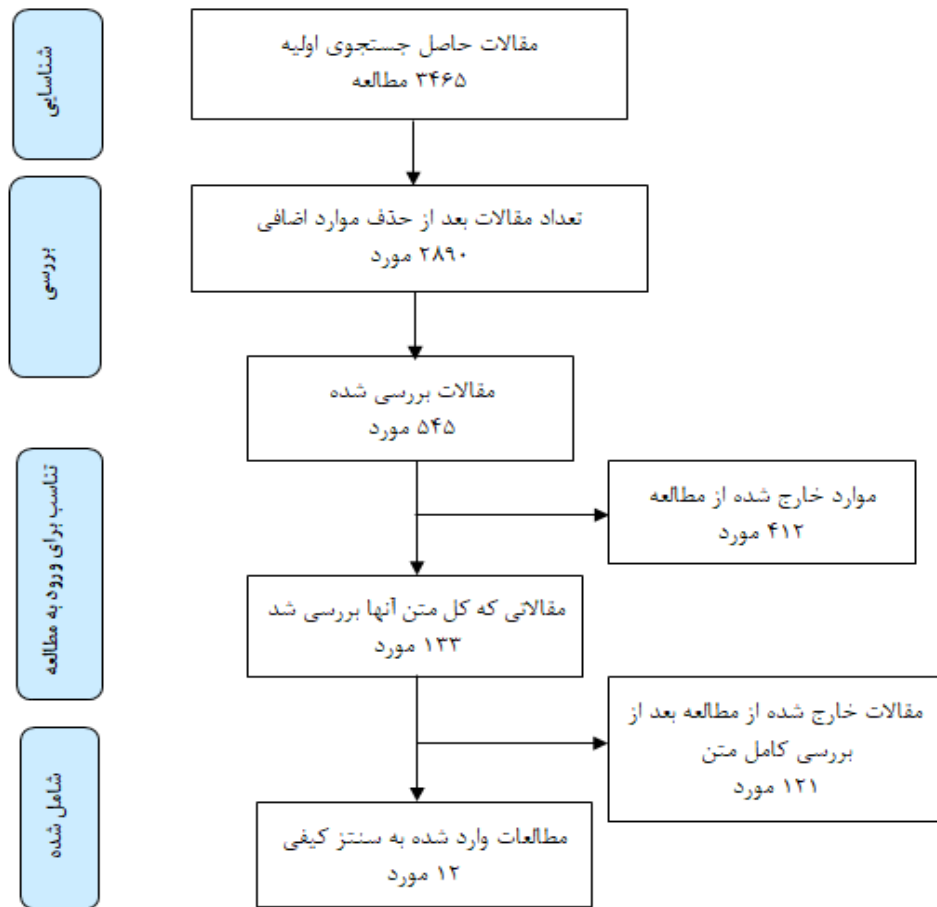 شناسایی
مقالات حاصل جستجوی اولیه
۳۴۶۵ مطالعه
بررسی
تعداد مقالات بعد از حذف موارد اضافی
۲۸۹۰ مورد
مقالات بررسی شده
۵۴۵ مورد
تناسب برای ورود به مطالعه
موارد خارج شده از مطالعه
۴۱۲ مورد
مقالاتی که کل متن آنها بررسی شد
۱۳۳ مورد
مقالات خارج شده از مطالعه بعد از
بررسی کامل متن
۱۲۱ مورد
شامل شده
مطالعات وارد شده به سنتز کیفی
۱۲ مورد